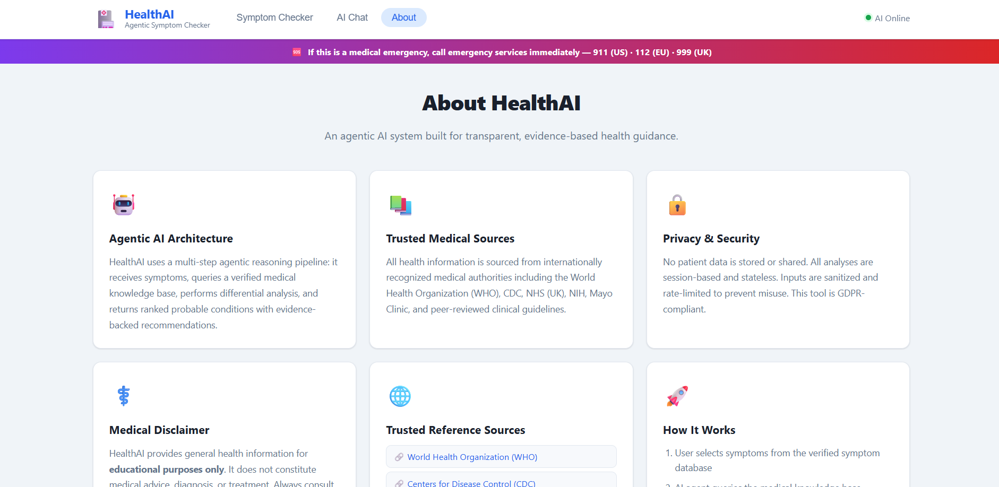 HealthAI
Agentic Symptom Checker
Symptom Checker
AI Chat
About
AI Online
SOS If this is a medical emergency, call emergency services immediately — 911 (US) · 112 (EU) · 999 (UK)
About HealthAI
An agentic AI system built for transparent, evidence-based health guidance.
Agentic AI Architecture
HealthAI uses a multi-step agentic reasoning pipeline: it
receives symptoms, queries a verified medical
knowledge base, performs differential analysis, and
returns ranked probable conditions with evidence-
backed recommendations.
Trusted Medical Sources
All health information is sourced from internationally
recognized medical authorities including the World
Health Organization (WHO), CDC, NHS (UK), NIH, Mayo
Clinic, and peer-reviewed clinical guidelines.
Privacy & Security
No patient data is stored or shared. All analyses are
session-based and stateless. Inputs are sanitized and
rate-limited to prevent misuse. This tool is GDPR-
compliant.
Medical Disclaimer
HealthAI provides general health information for
educational purposes only. It does not constitute
medical advice, diagnosis, or treatment. Always consult
Trusted Reference Sources
World Health Organization (WHO)
Centers for Disease Control (CDC)
How It Works
1. User selects symptoms from the verified symptom
database
2. AI agent queries the medical knowledge base